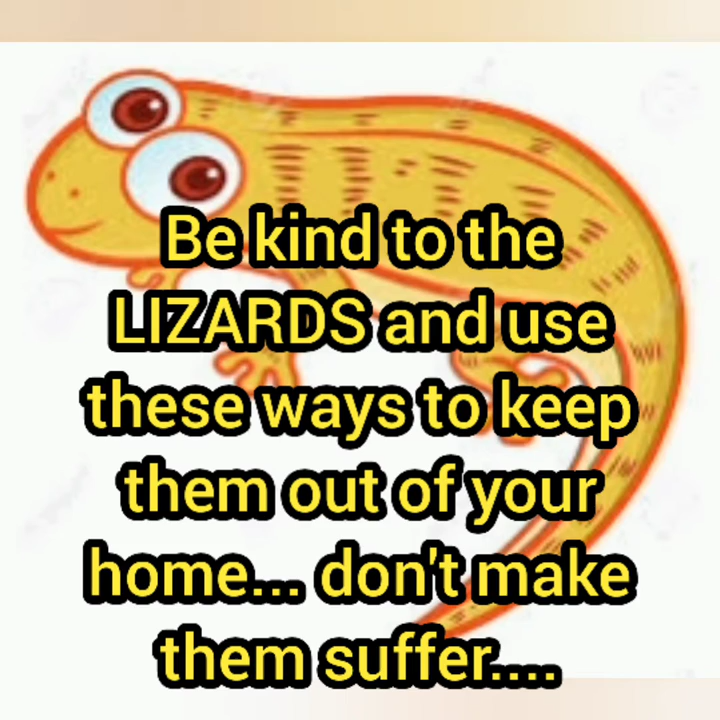 Be kind to the
LIZARDS and use
these ways to keep
them out of your
home... don't make
them suffer....